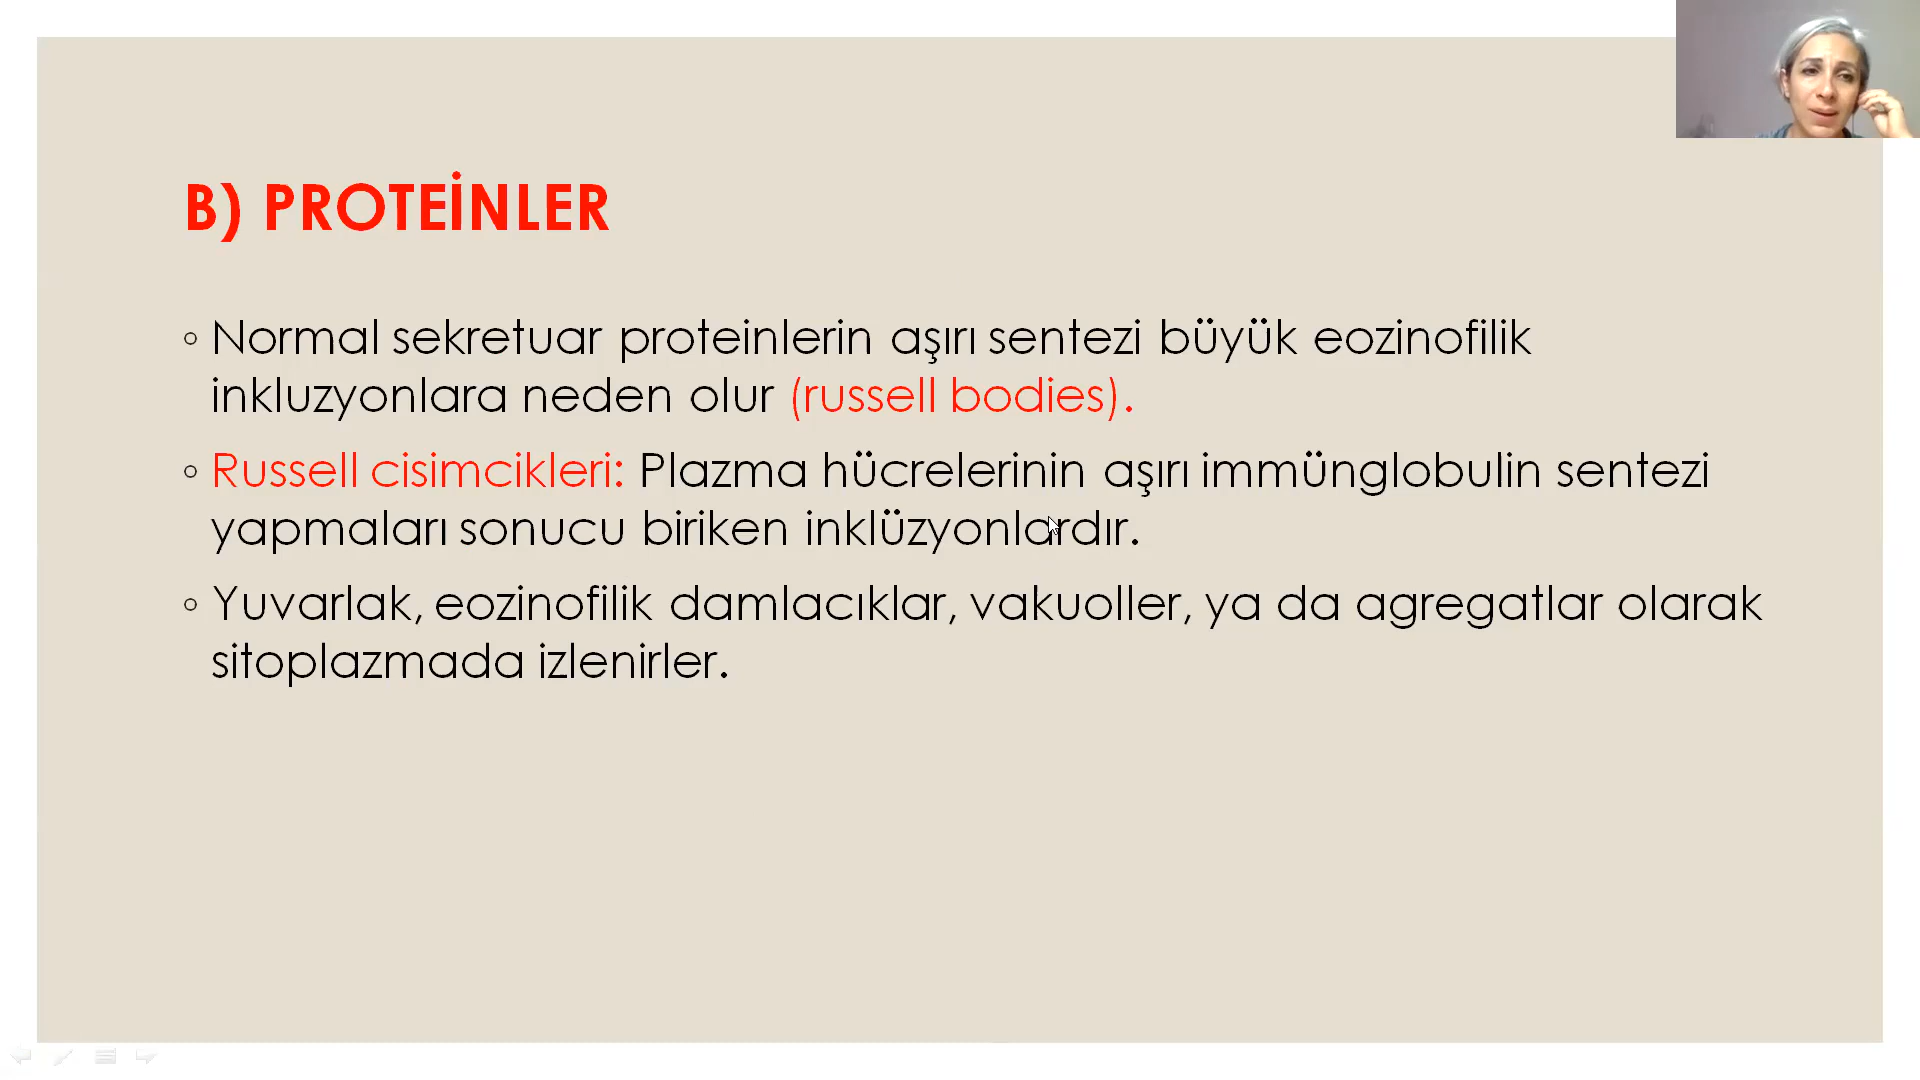 B) PROTEİNLER
◦ Normal sekretuar proteinlerin aşırı sentezi büyük eozinofilik
inkluzyonlara neden olur (russell bodies).
◦ Russell cisimcikleri: Plazma hücrelerinin aşırı immünglobulin sentezi
yapmaları sonucu biriken inklüzyonlardır.
◦ Yuvarlak, eozinofilik damlacıklar, vakuoller, ya da agregatlar olarak
sitoplazmada izlenirler.